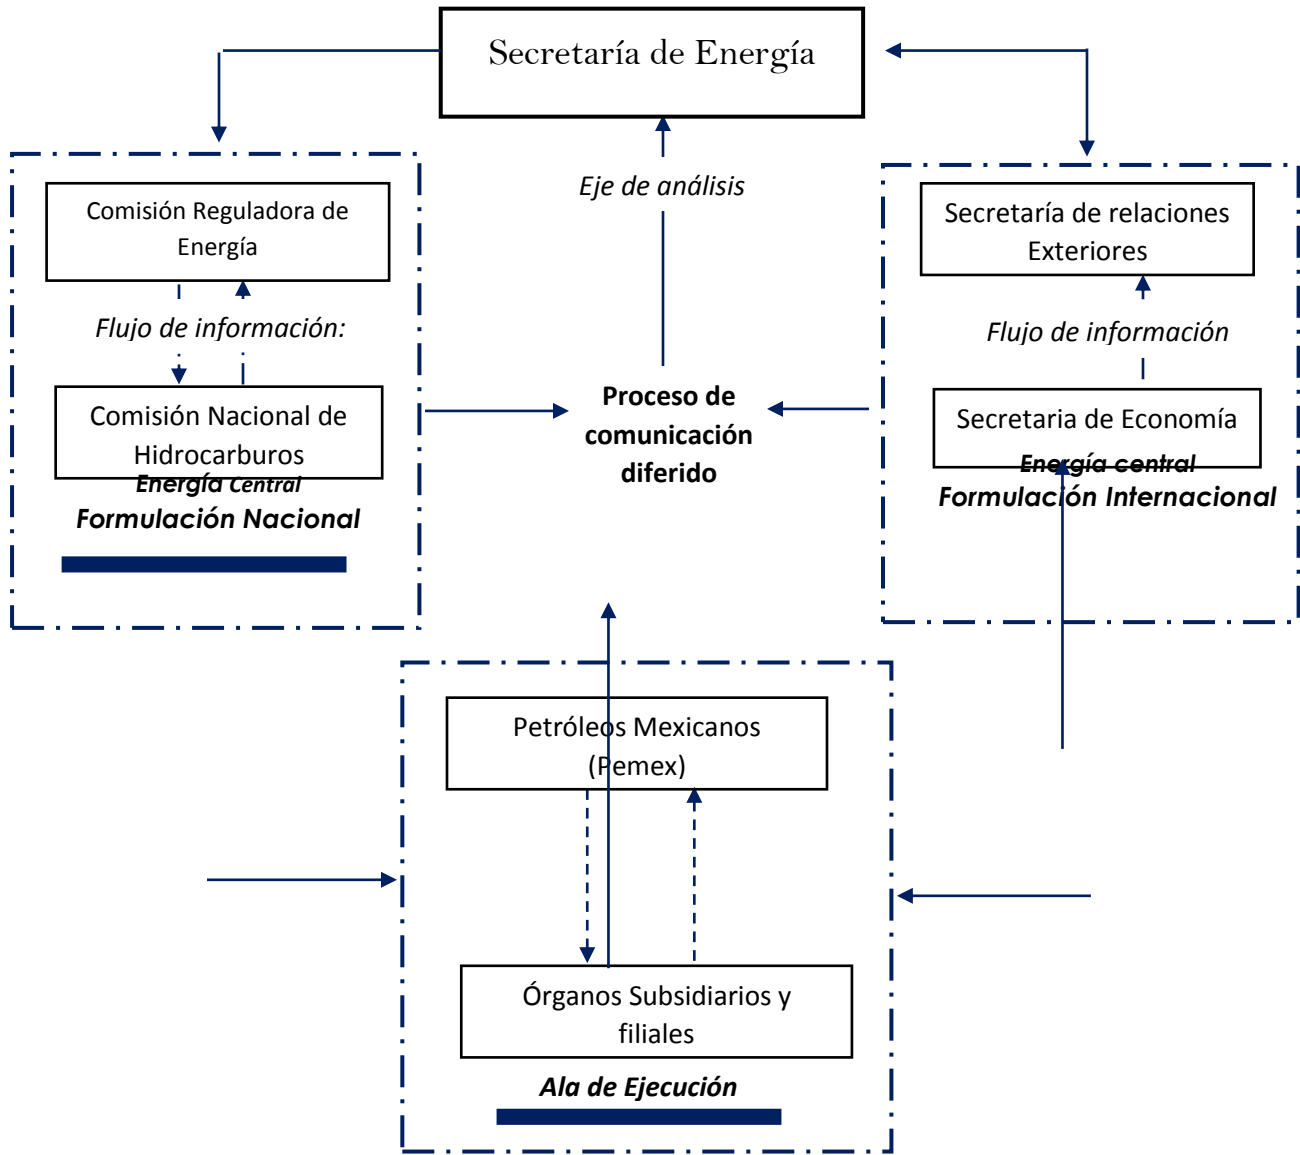 Secretaría de Energía
Eje de análisis
Comisión Reguladora de
Energía
Flujo de información:
Comisión Nacional de
Hidrocarburos
Energía Central
Formulación Nacional
Proceso de
comunicación
diferido
Secretaría de relaciones
Exteriores
Flujo de información
Secretaria de Economía
Energía central
Formulación Internacional
Petróleos Mexicanos
(Pemex)
Órganos Subsidiarios y
filiales
Ala de Ejecución